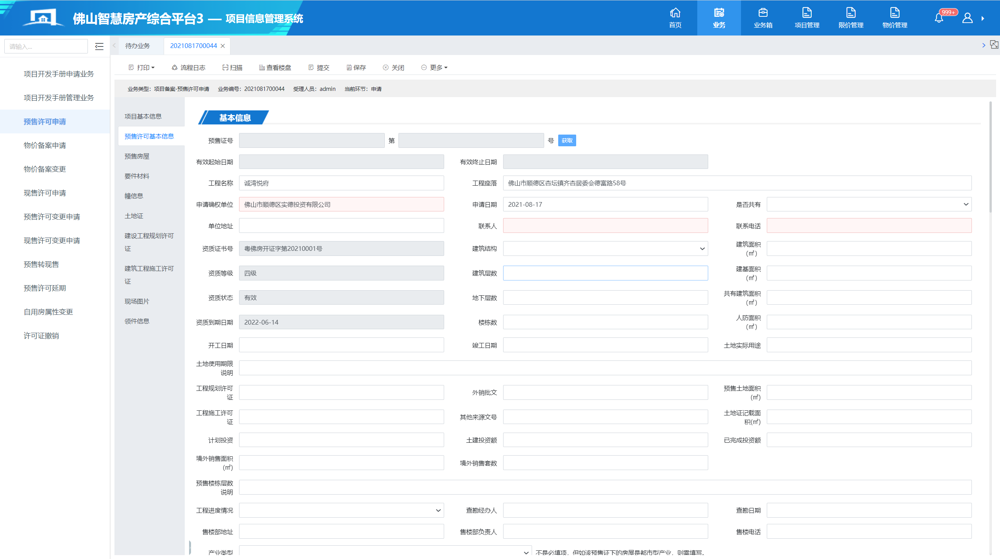 佛山智慧房产综合平台3 — 项目信息管理系统
首页
业务
业务箱
项目管理
限价管理
物价管理
999+
请输入...
待办业务
2021081700044
打印
流程日志
扫描
查看楼盘
提交
保存
关闭
更多
业务类型：项目备案-预售许可申请 业务编号：2021081700044 受理人员：admin 当前环节：申请
项目开发手册申请业务
项目开发手册管理业务
预售许可申请
物价备案申请
物价备案变更
现售许可申请
预售许可变更申请
现售许可变更申请
预售转现售
预售许可延期
自用房属性变更
许可证撤销
项目基本信息
预售许可基本信息
预售房屋
要件材料
幢信息
土地证
建设工程规划许可
证
建筑工程施工许可
证
现场图片
领件信息
基本信息
预售证号 第 号 获取
有效起始日期 有效终止日期
工程名称 诚湾悦府 工程座落 佛山市顺德区杏坛镇齐杏居委会德富路58号
申请确权单位 佛山市顺德区实德投资有限公司 申请日期 2021-08-17 是否共有
单位地址 联系人 联系电话
资质证书号 粤佛房开证字第20210001号 建筑结构 建筑面积
（㎡）
资质等级 四级 建筑层数 建基面积
（㎡）
资质状态 有效 地下层数 共有建筑面积
（㎡）
资质到期日期 2022-06-14 楼栋数 人防面积
（㎡）
开工日期 竣工日期 土地实际用途
土地使用期限
说明
工程规划许可
证
外销批文
预售土地面积
(㎡)
工程施工许可
证
其他来源文号
土地证记载面
积(㎡)
计划投资 土建投资额 已完成投资额
境外销售面积
(㎡)
境外销售套数
预售楼栋层数
说明
工程进度情况 查勘经办人 查勘日期
售楼部地址 售楼部负责人 售楼电话
产业类型 不是必填项，但如该预售证下的房屋是都市型产业，则需填写。